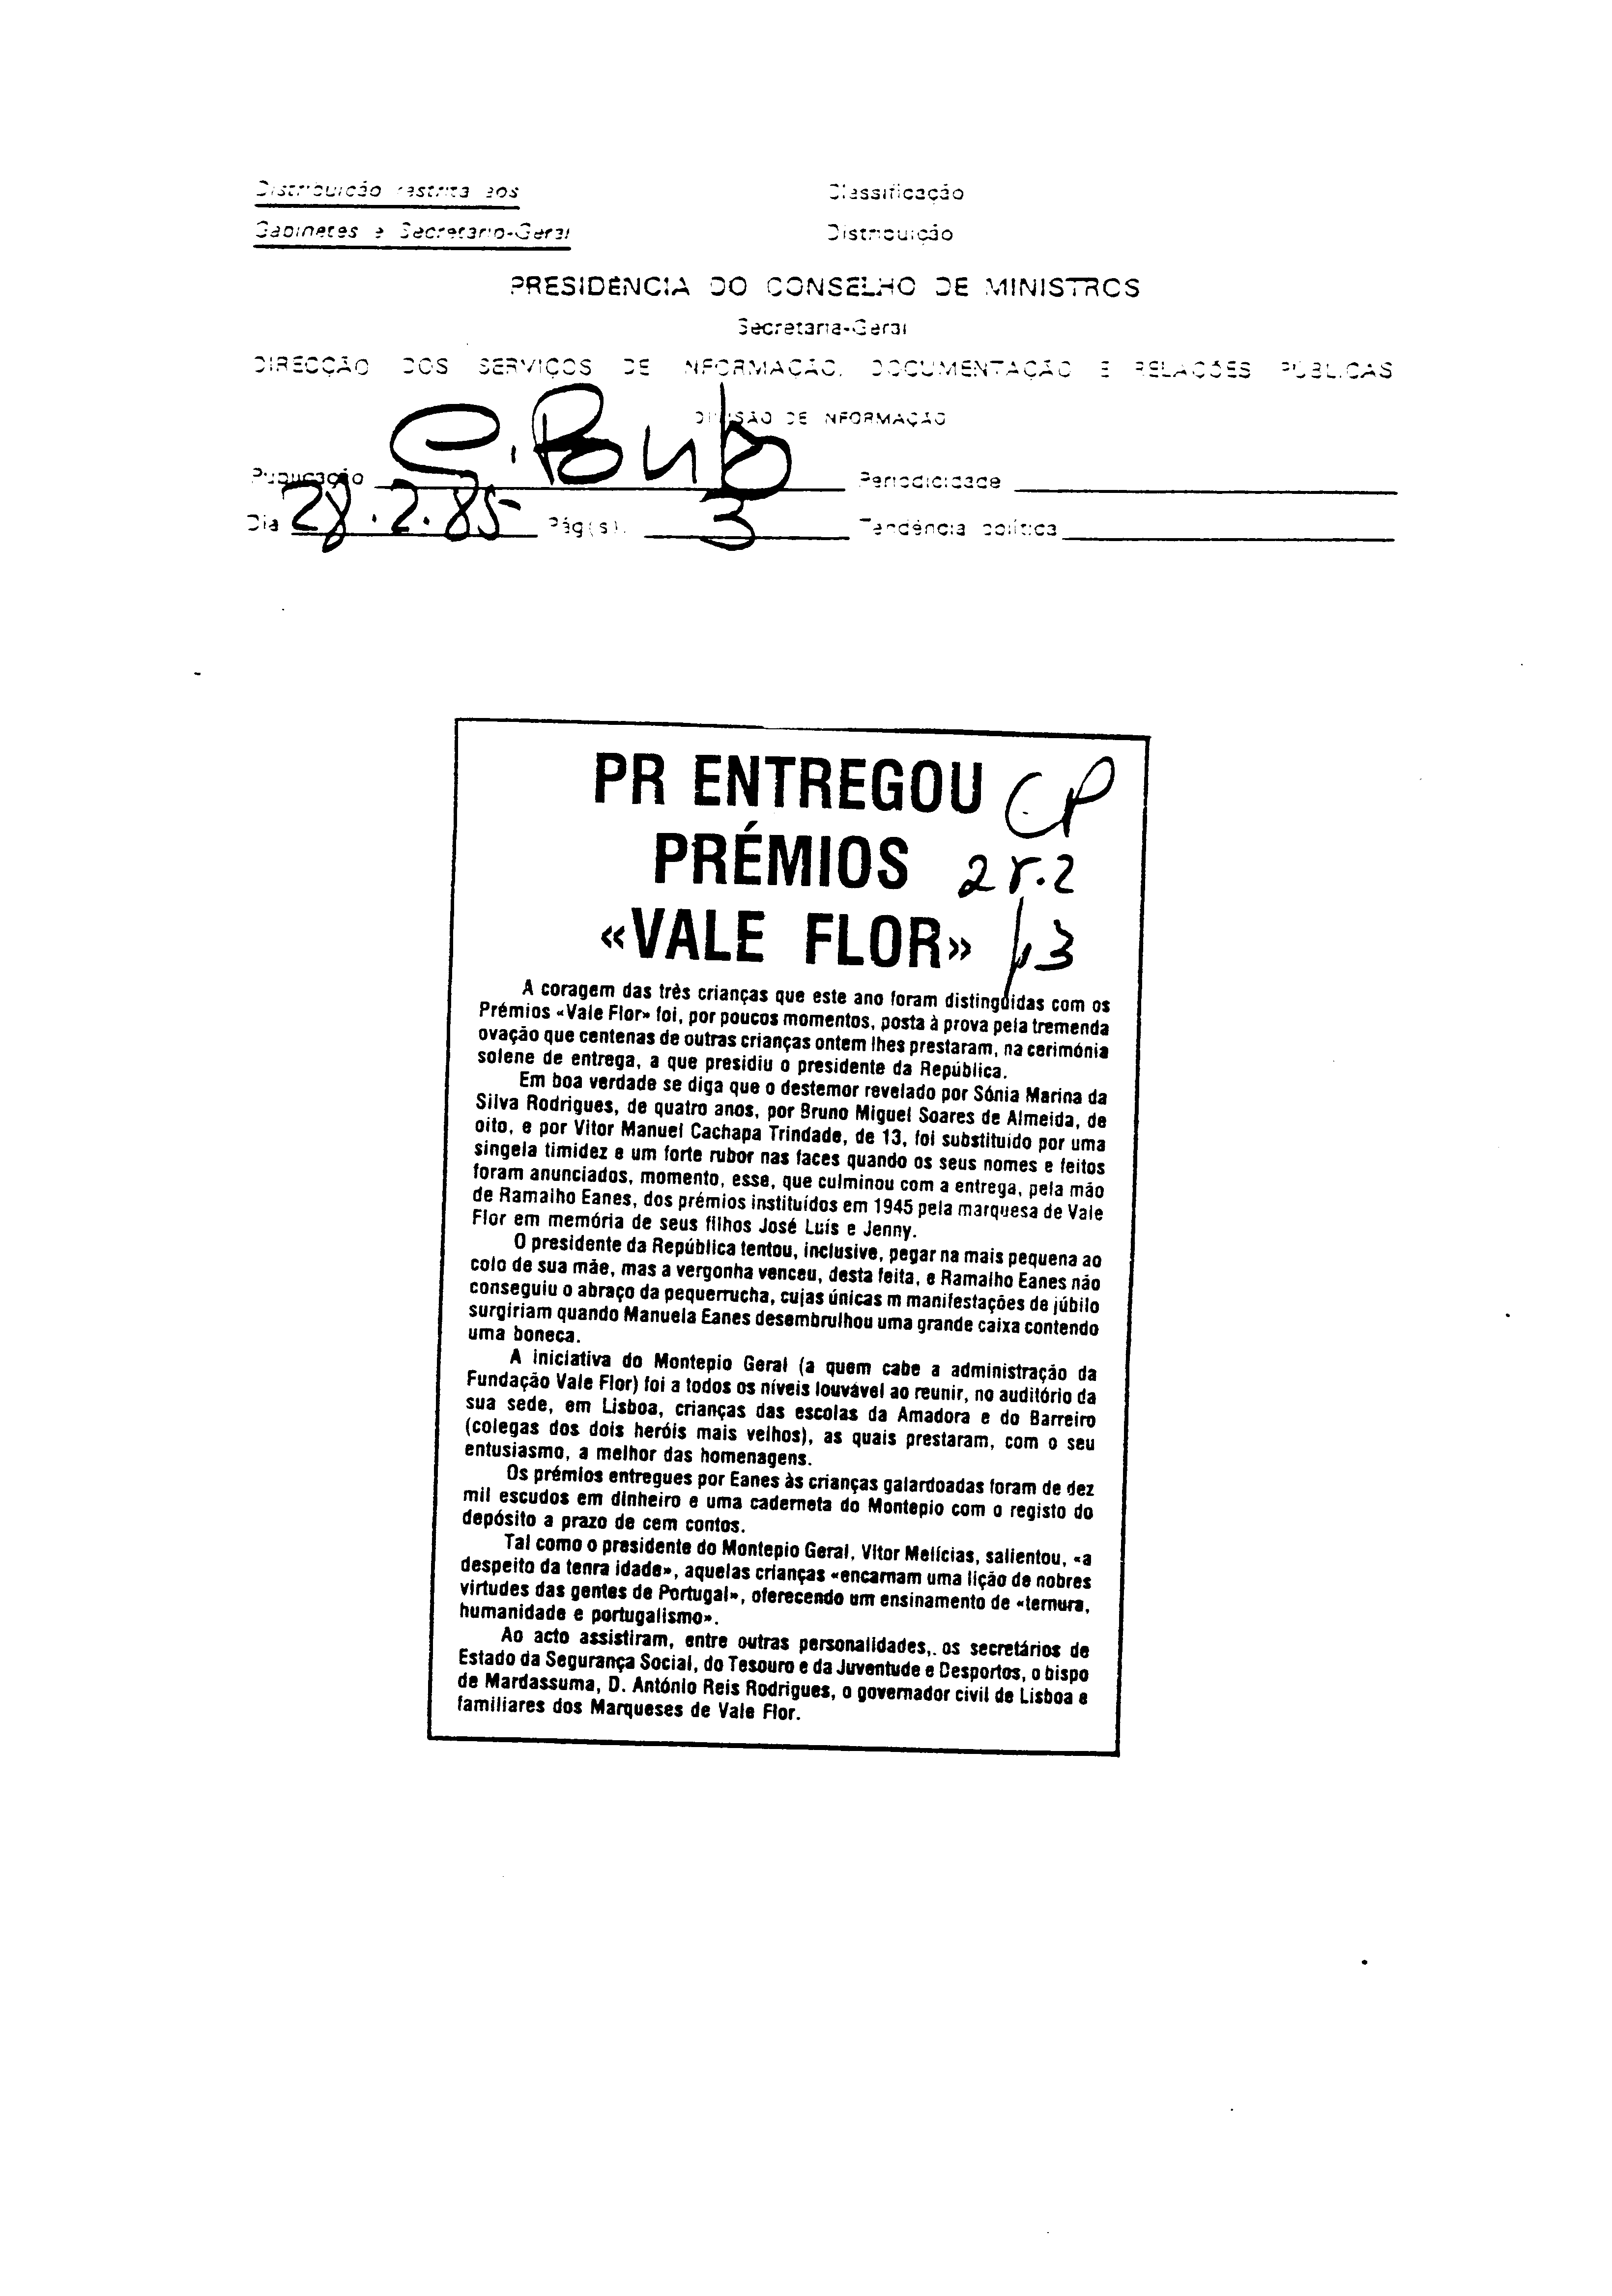 Distribuição restrita aos
Gabinetes e Secretário-Geral
Classificação
Distribuição
PRESIDÊNCIA DO CONSELHO DE MINISTROS
Secretaria-Geral
DIRECÇÃO DOS SERVIÇOS DE INFORMAÇÃO, DOCUMENTAÇÃO E RELAÇÕES PÚBLICAS
DIVISÃO DE INFORMAÇÃO
Publicação Periodicidade
Dia 28.2.85 Pág(s). 3 Tendência política
PR ENTREGOU CP
PRÉMIOS 28.2
«VALE FLOR» p. 3
A coragem das três crianças que este ano foram distinguidas com os
Prémios «Vale Flor» foi, por poucos momentos, posta à prova pela tremenda
ovação que centenas de outras crianças ontem lhes prestaram, na cerimónia
solene de entrega, a que presidiu o presidente da República.
Em boa verdade se diga que o destemor revelado por Sónia Marina da
Silva Rodrigues, de quatro anos, por Bruno Miguel Soares de Almeida, de
oito, e por Vitor Manuel Cachapa Trindade, de 13, foi substituído por uma
singela timidez e um forte rubor nas faces quando os seus nomes e feitos
foram anunciados, momento, esse, que culminou com a entrega, pela mão
de Ramalho Eanes, dos prémios instituídos em 1945 pela marquesa de Vale
Flor em memória de seus filhos José Luís e Jenny.
O presidente da República tentou, inclusive, pegar na mais pequena ao
colo de sua mãe, mas a vergonha venceu, desta feita, e Ramalho Eanes não
conseguiu o abraço da pequerrucha, cujas únicas m manifestações de júbilo
surgiriam quando Manuela Eanes desembrulhou uma grande caixa contendo
uma boneca.
A iniciativa do Montepio Geral (a quem cabe a administração da
Fundação Vale Flor) foi a todos os níveis louvável ao reunir, no auditório da
sua sede, em Lisboa, crianças das escolas da Amadora e do Barreiro
(colegas dos dois heróis mais velhos), as quais prestaram, com o seu
entusiasmo, a melhor das homenagens.
Os prémios entregues por Eanes às crianças galardoadas foram de dez
mil escudos em dinheiro e uma caderneta do Montepio com o registo do
depósito a prazo de cem contos.
Tal como o presidente do Montepio Geral, Vitor Melícias, salientou, «a
despeito da tenra idade», aquelas crianças «encarnam uma lição de nobres
virtudes das gentes de Portugal», oferecendo um ensinamento de «ternura,
humanidade e portugalismo».
Ao acto assistiram, entre outras personalidades,. os secretários de
Estado da Segurança Social, do Tesouro e da Juventude e Desportos, o bispo
de Mardassuma, D. António Reis Rodrigues, o governador civil de Lisboa e
familiares dos Marqueses de Vale Flor.